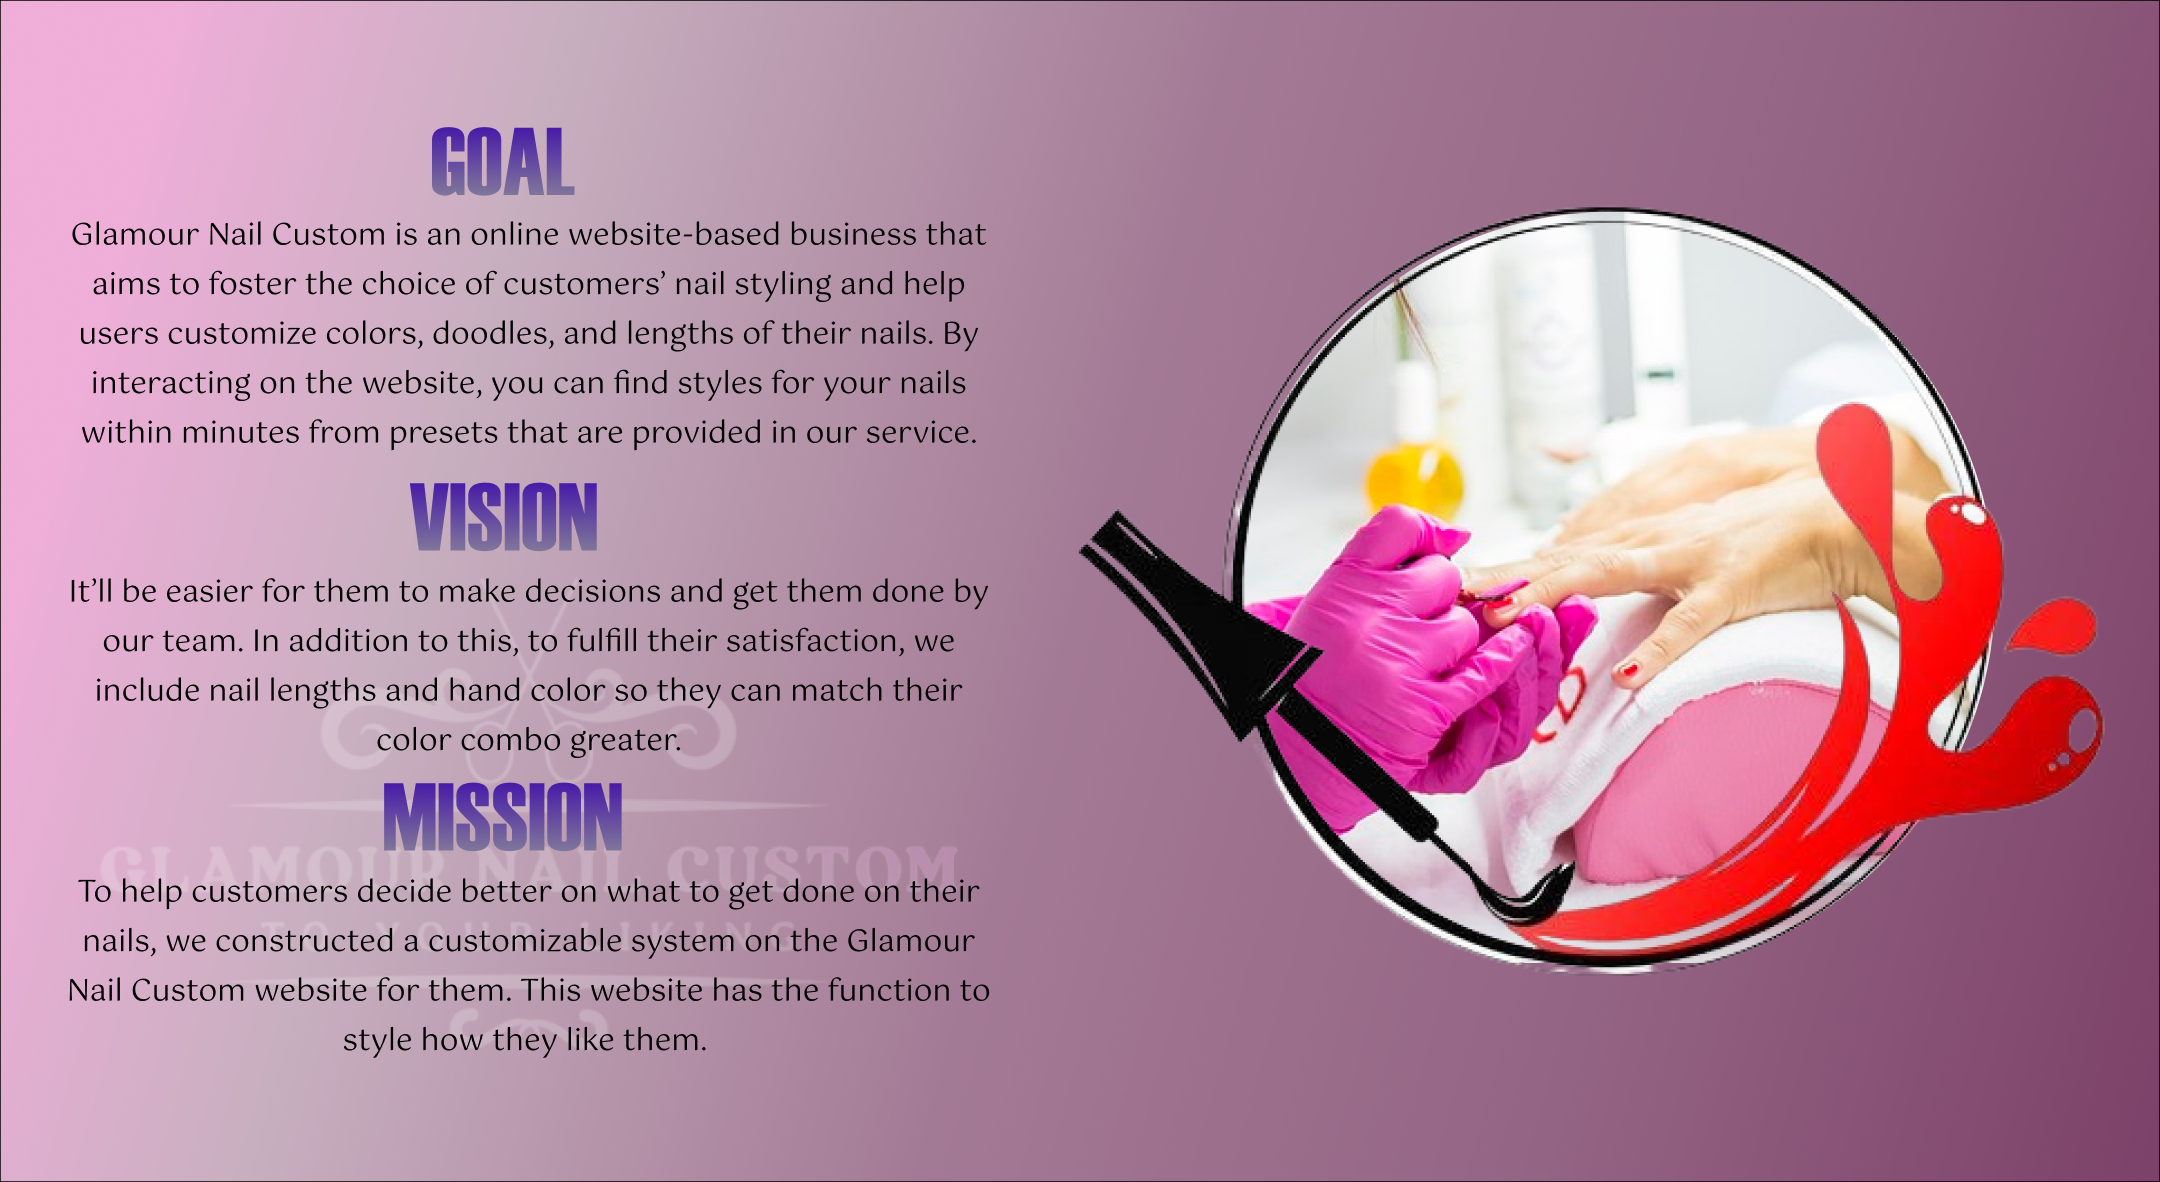 GOAL
Glamour Nail Custom is an online website-based business that
aims to foster the choice of customers’ nail styling and help
users customize colors, doodles, and lengths of their nails. By
interacting on the website, you can find styles for your nails
within minutes from presets that are provided in our service.
VISION
It’ll be easier for them to make decisions and get them done by
our team. In addition to this, to fulfill their satisfaction, we
include nail lengths and hand color so they can match their
color combo greater.
MISSION
GLAMOUR NAIL CUSTOM
To help customers decide better on what to get done on their
TO YOUR LIKING
nails, we constructed a customizable system on the Glamour
Nail Custom website for them. This website has the function to
style how they like them.